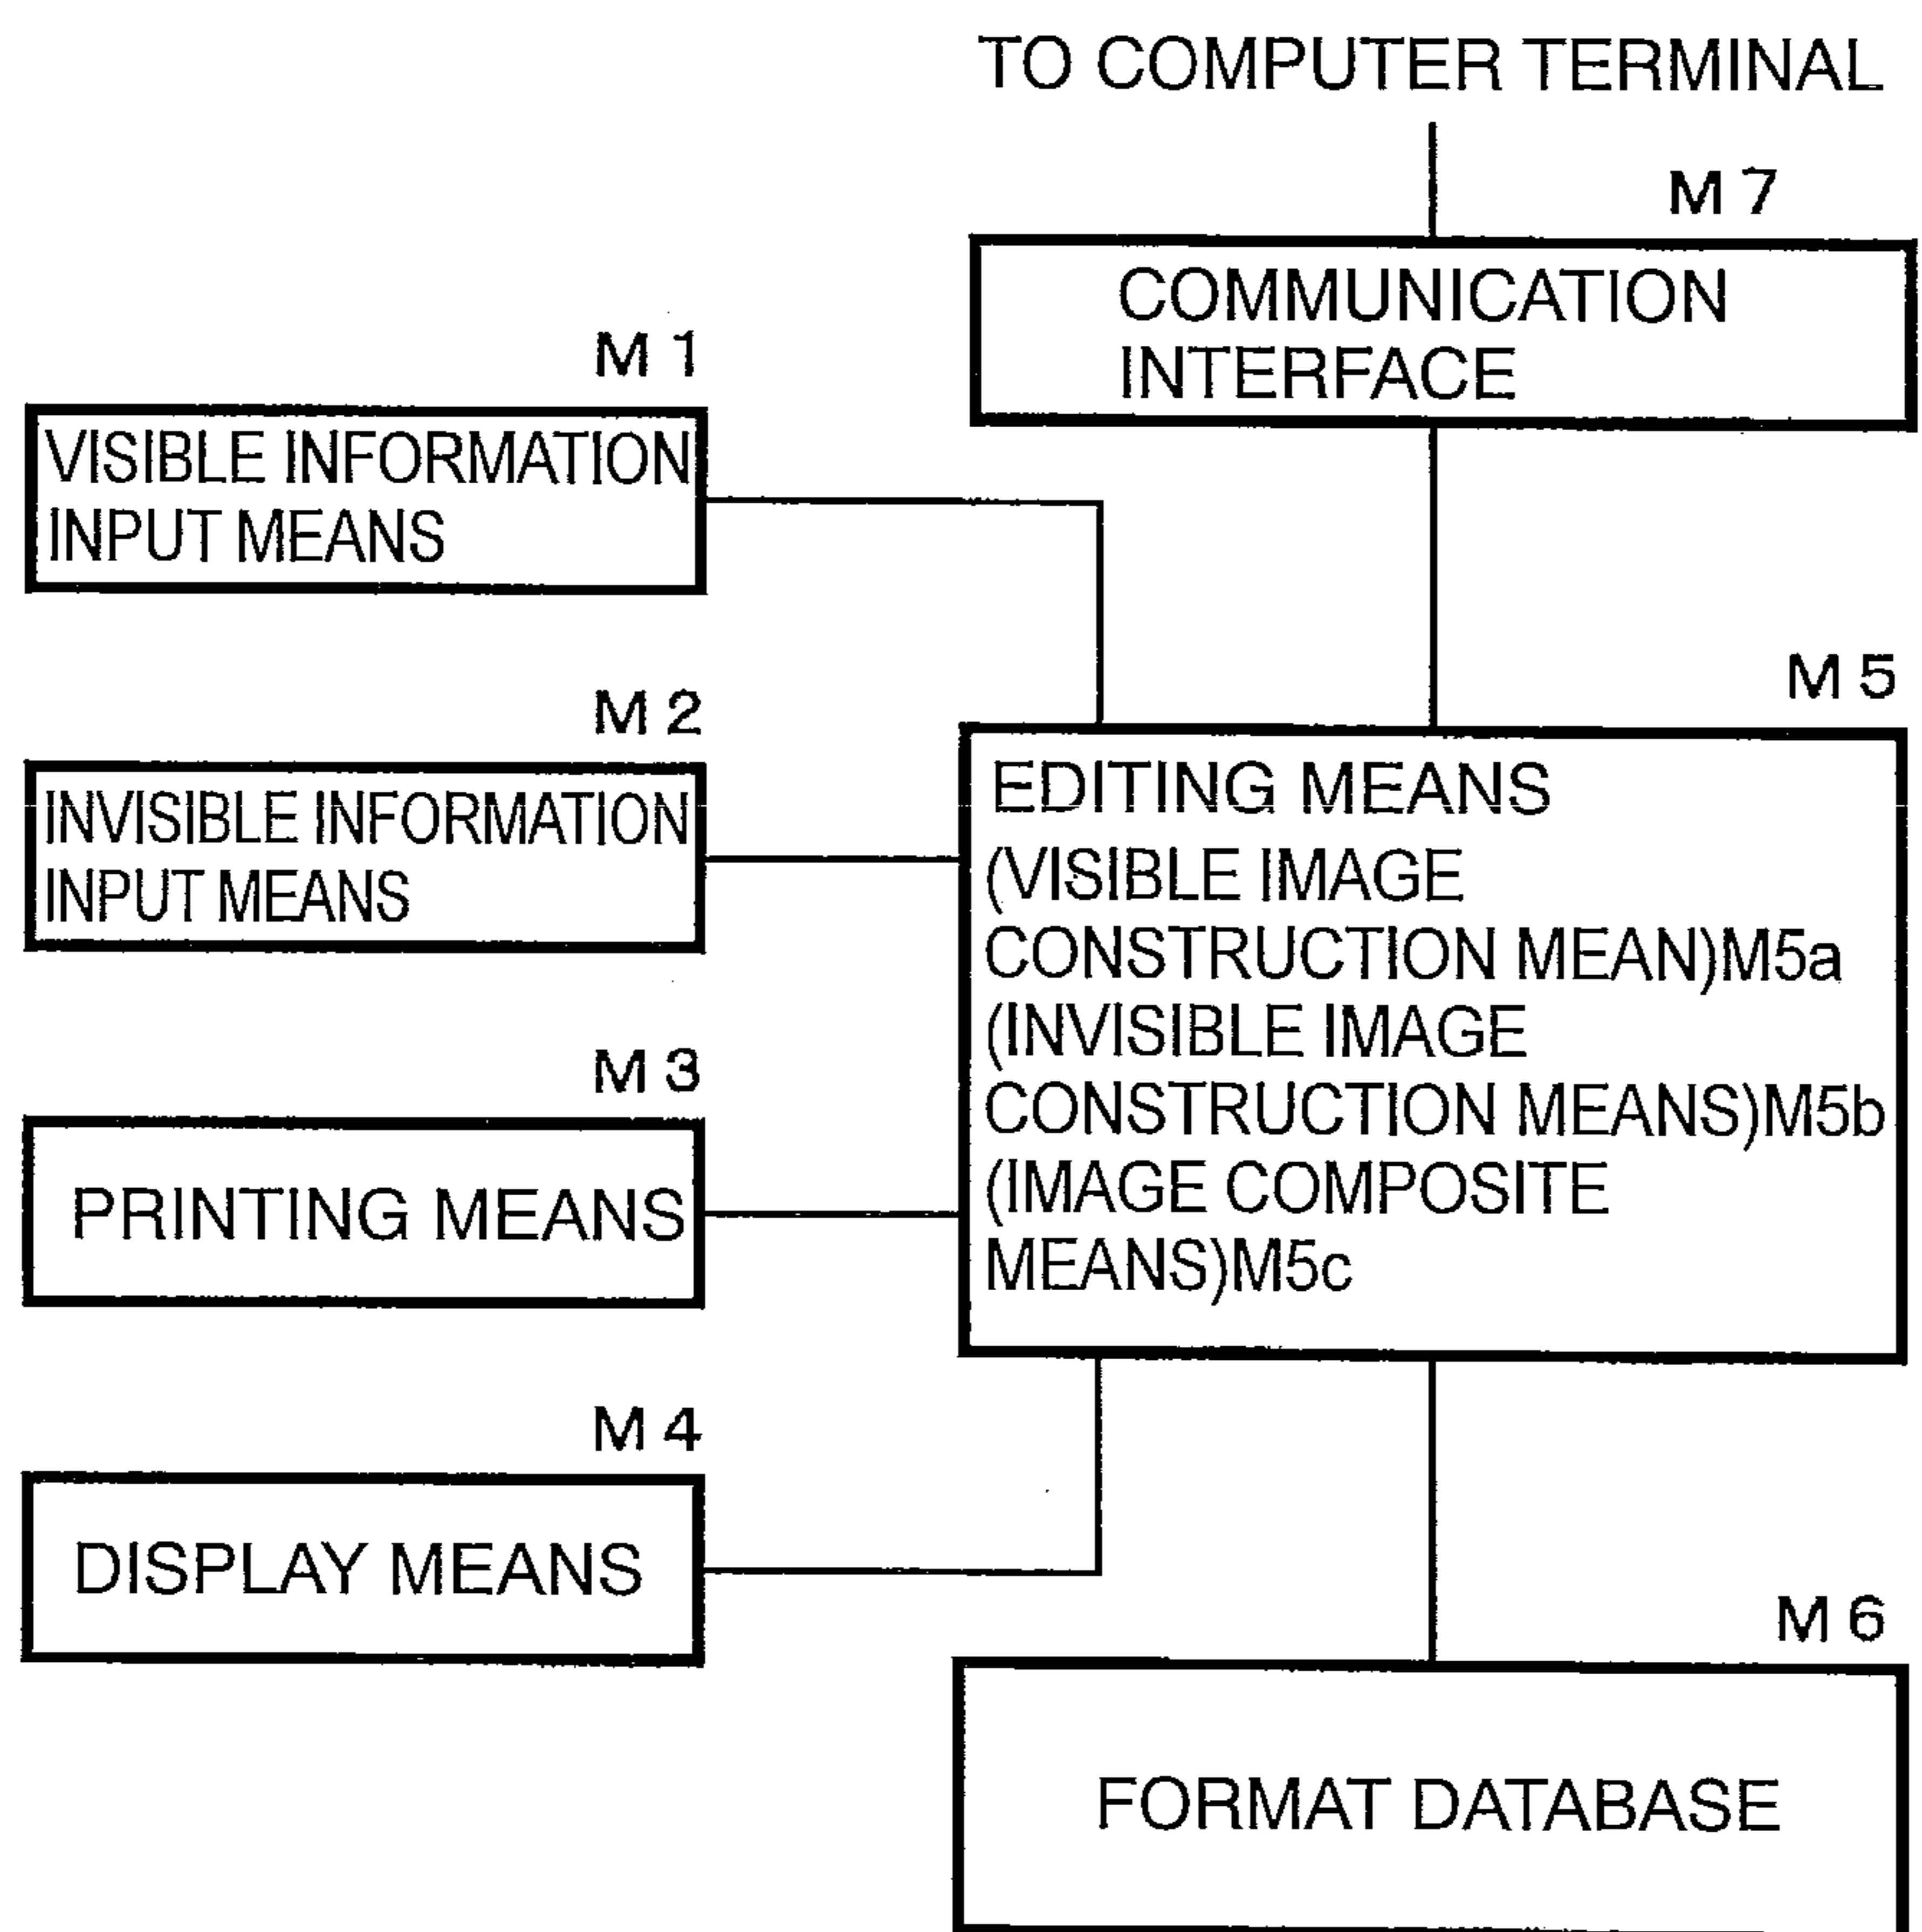 TO COMPUTER TERMINAL
M 7
COMMUNICATION
INTERFACE
M 1
VISIBLE INFORMATION
INPUT MEANS
M 2
INVISIBLE INFORMATION
INPUT MEANS
M 3
PRINTING MEANS
M 4
DISPLAY MEANS
M 5
EDITING MEANS
(VISIBLE IMAGE
CONSTRUCTION MEAN)M5a
(INVISIBLE IMAGE
CONSTRUCTION MEANS)M5b
(IMAGE COMPOSITE
MEANS)M5c
M 6
FORMAT DATABASE